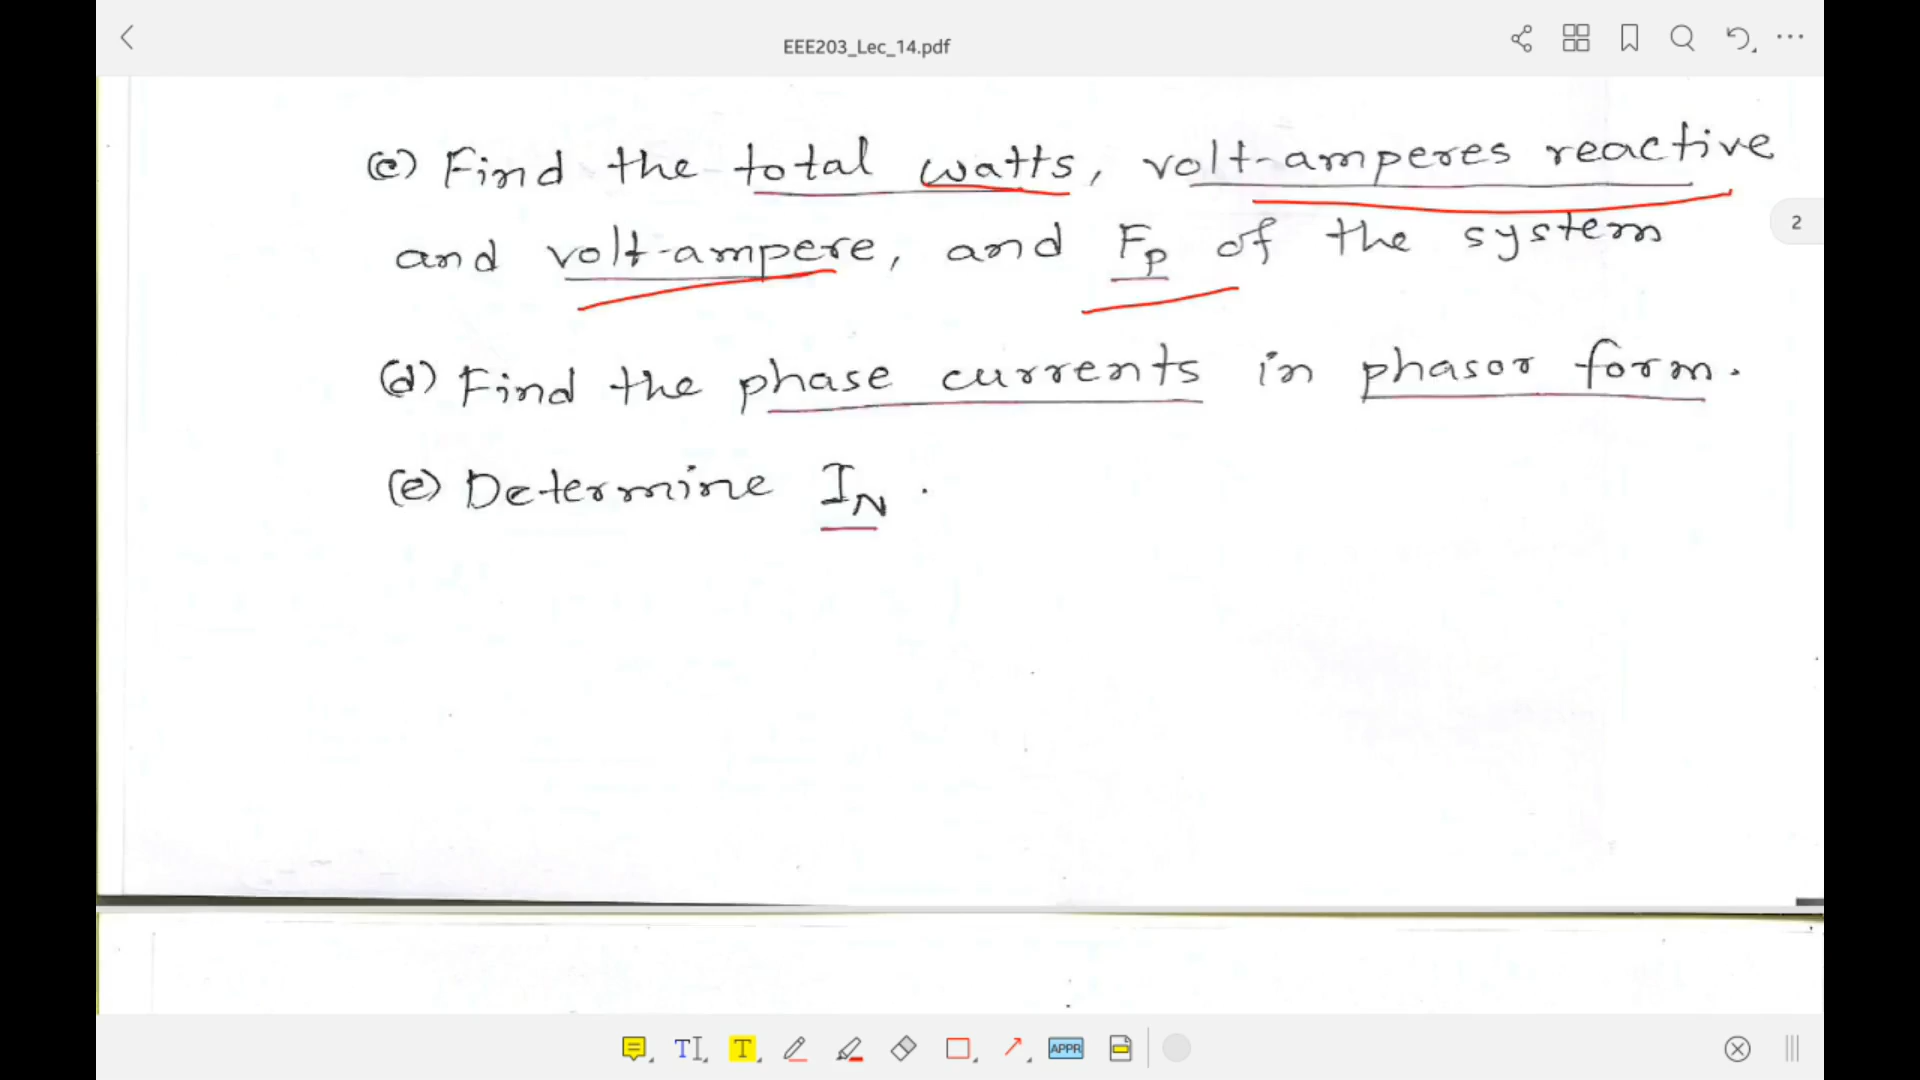 EEE203_Lec_14.pdf
(c) Find the total watts, volt-amperes reactive
2
and volt-ampere, and Fp of the system
(d) Find the phase currents in phasor form.
(e) Determine IN.
T T APPR